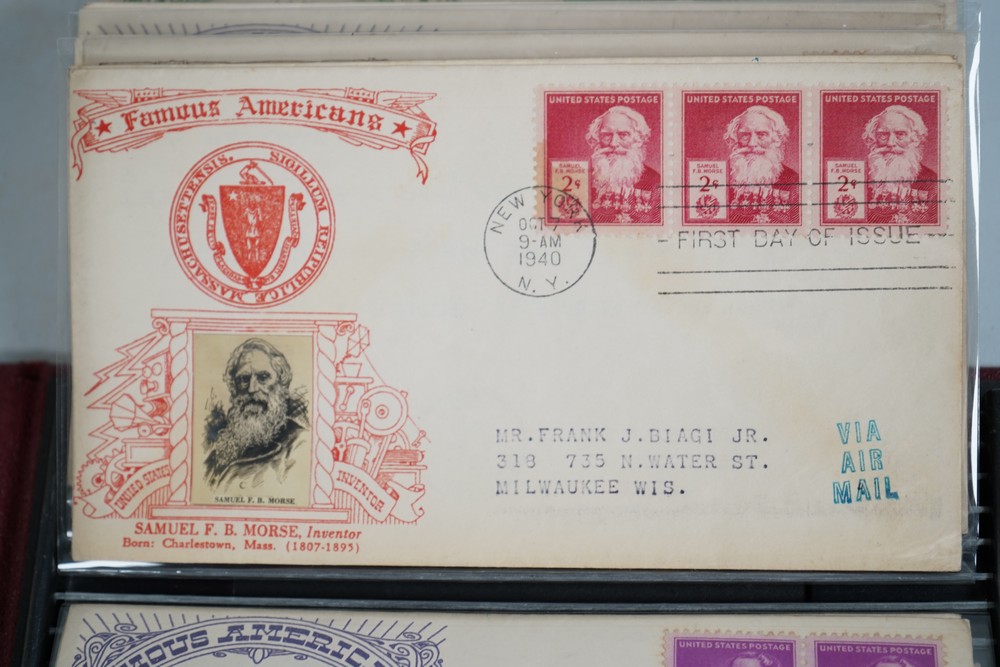 Famous Americans
SIGILLUM REIPUBLICÆ MASSACHUSETTENSIS.
UNITED STATES POSTAGE
SAMUEL
F.B. MORSE
2¢
UNITED STATES POSTAGE
SAMUEL
F.B. MORSE
2¢
UNITED STATES POSTAGE
SAMUEL
F.B. MORSE
2¢
NEW YORK
OCT 7
9-AM
1940
N. Y.
FIRST DAY OF ISSUE
MR. FRANK J. BIAGI JR.
318 735 N. WATER ST.
MILWAUKEE WIS.
VIA
AIR
MAIL
SAMUEL F. B. MORSE
UNITED STATES
INVENTOR
SAMUEL F. B. MORSE, Inventor
Born: Charlestown, Mass. (1807-1895)
FAMOUS AMERICANS
UNITED STATES POSTAGE
UNITED STATES POSTAGE